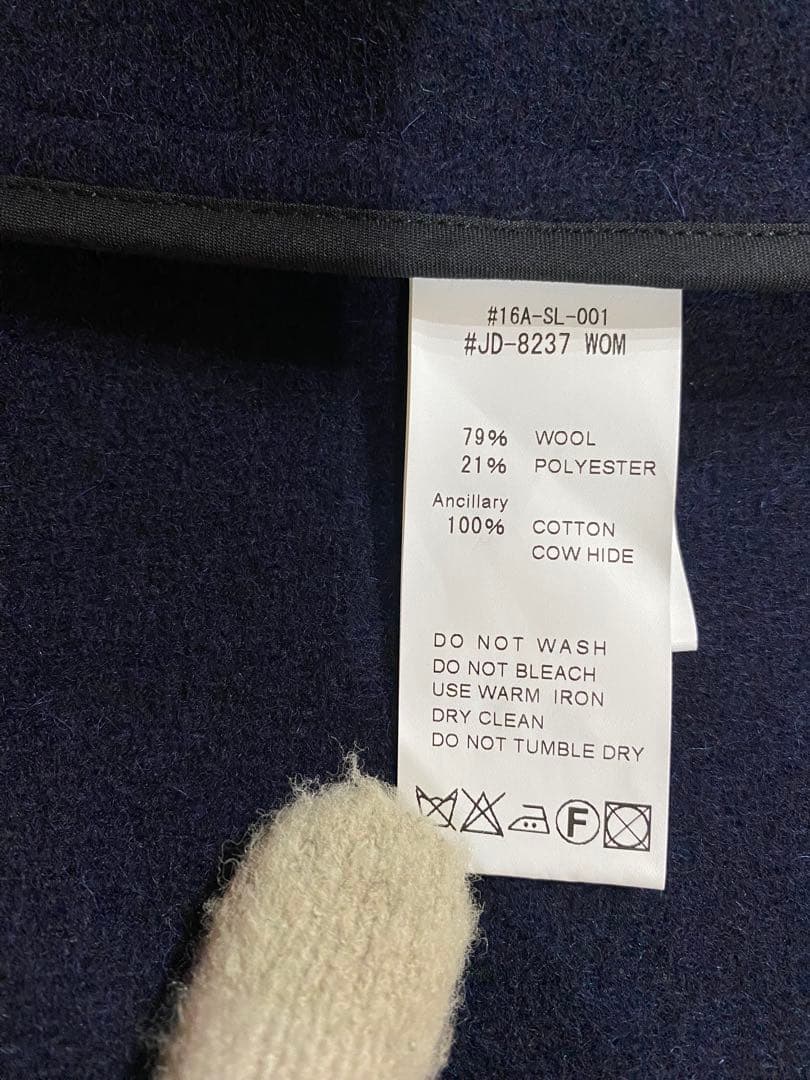 #16A-SL-001
#JD-8237 WOM
79% WOOL
21% POLYESTER
Ancillary
100% COTTON
COW HIDE
DO NOT WASH
DO NOT BLEACH
USE WARM IRON
DRY CLEAN
DO NOT TUMBLE DRY
F